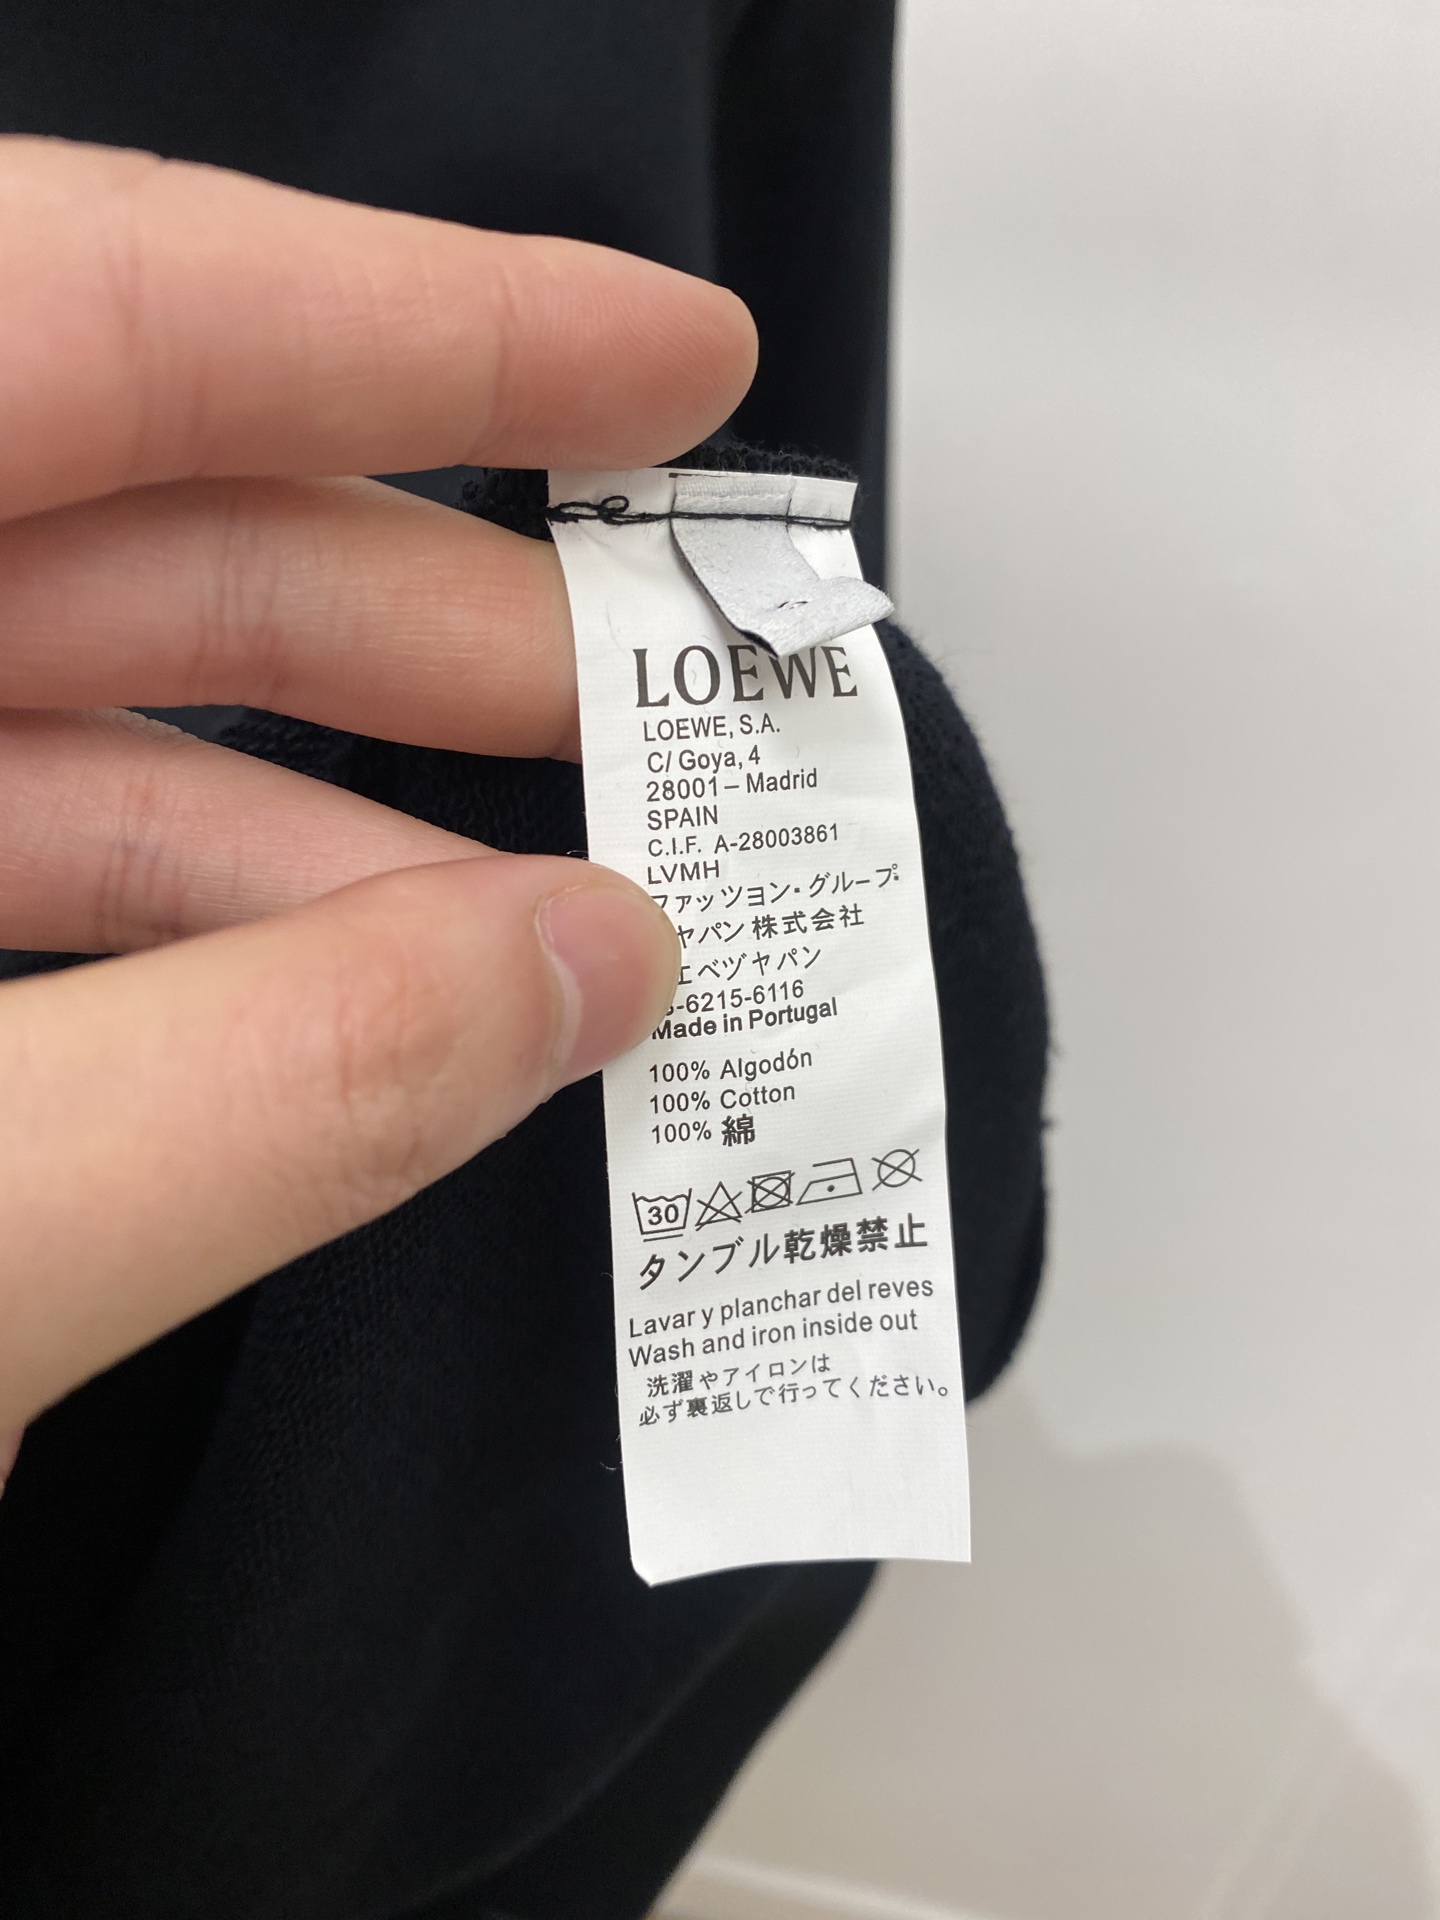 LOEWE
LOEWE, S.A.
C/ Goya, 4
28001 – Madrid
SPAIN
C.I.F. A-28003861
LVMH
ファッツヨン・グループ
ヤパン株式会社
エベヅヤパン
-6215-6116
Made in Portugal
100% Algodón
100% Cotton
100% 綿
30
タンブル乾燥禁止
Lavar y planchar del reves
Wash and iron inside out
洗濯やアイロンは
必ず裏返しで行ってください。